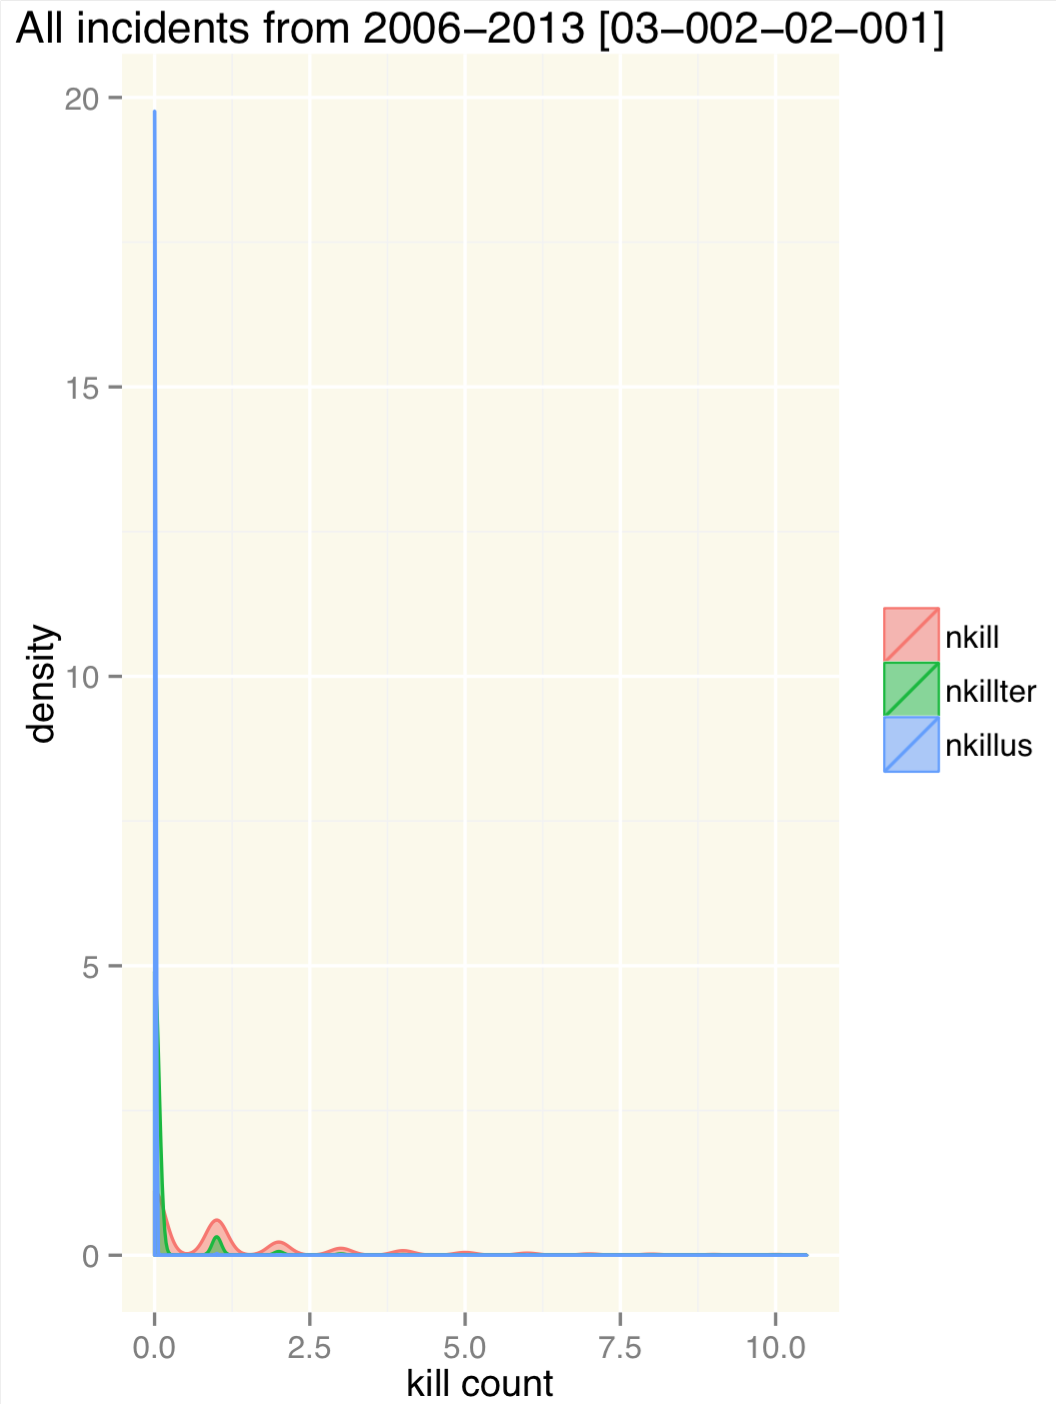 All incidents from 2006−2013 [03−002−02−001]
20
15
10
5
0
density
0.0 2.5 5.0 7.5 10.0
kill count
nkill
nkillter
nkillus